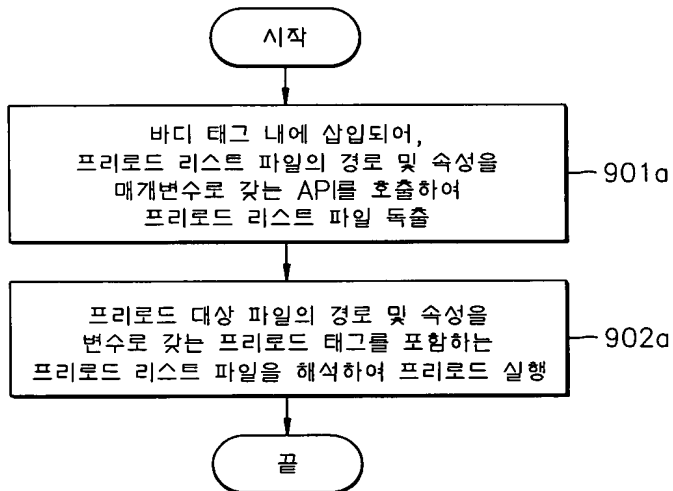 시작
바디 태그 내에 삽입되어,
프리로드 리스트 파일의 경로 및 속성을
매개변수로 갖는 API를 호출하여
프리로드 리스트 파일 독출
901a
프리로드 대상 파일의 경로 및 속성을
변수로 갖는 프리로드 태그를 포함하는
프리로드 리스트 파일을 해석하여 프리로드 실행
902a
끝